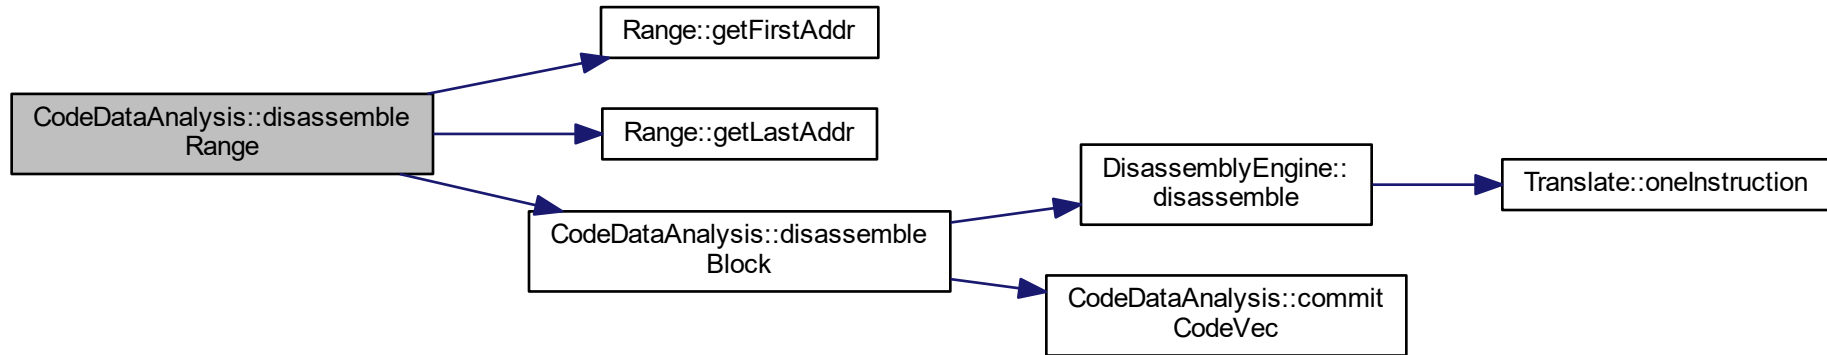 Range::getFirstAddr
CodeDataAnalysis::disassemble
Range
Range::getLastAddr
CodeDataAnalysis::disassemble
Block
DisassemblyEngine::
disassemble
Translate::oneInstruction
CodeDataAnalysis::commit
CodeVec